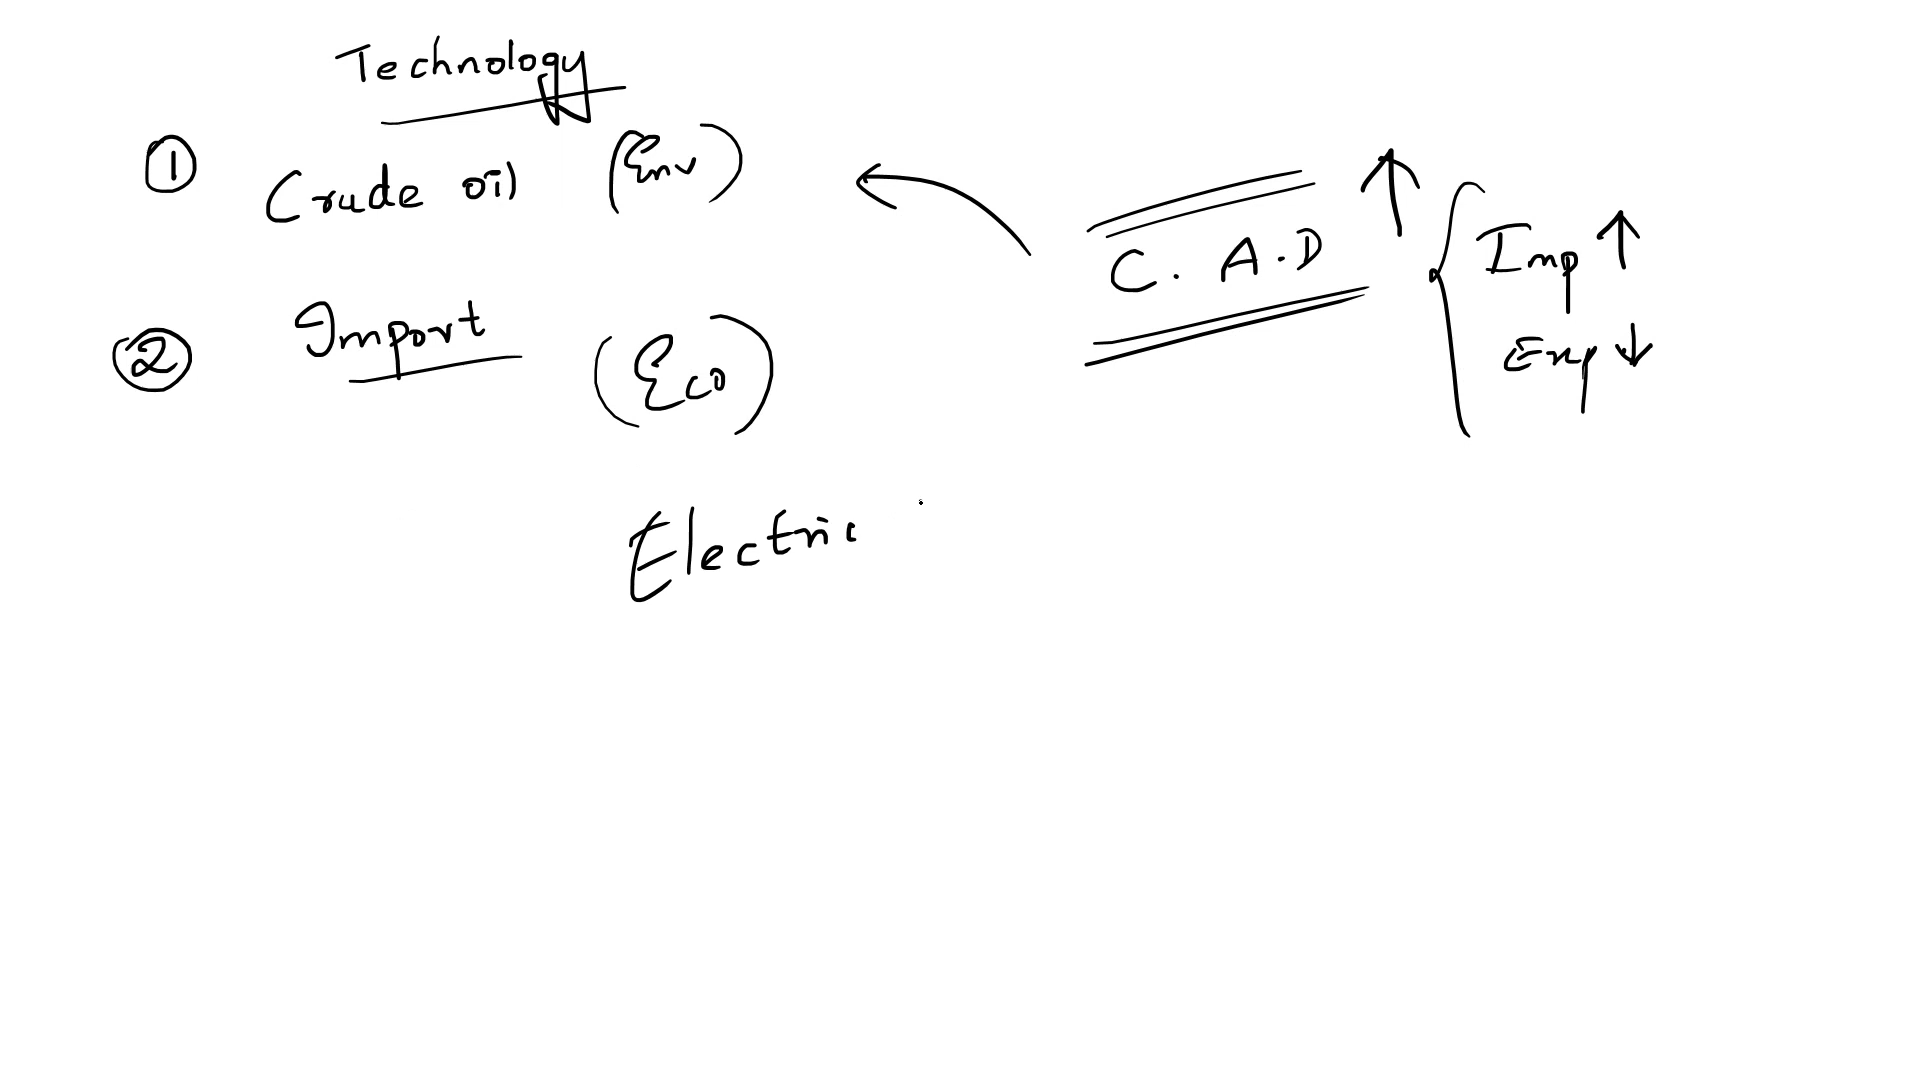 Technology
① Crude oil (Env)
② Import (Eco)
C. A. D ↑ { Imp ↑
Exp ↓
Electric